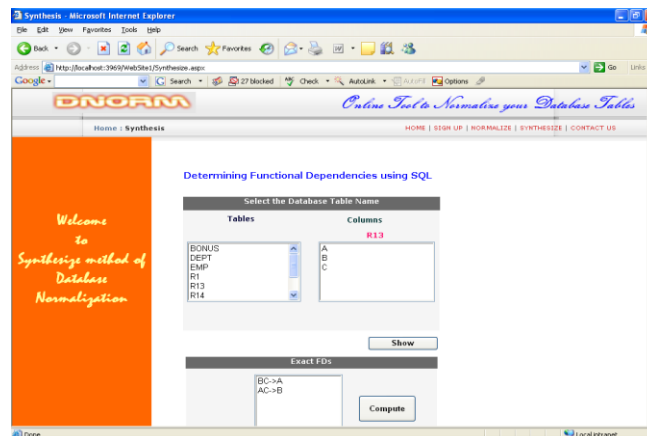 Synthesis - Microsoft Internet Explorer
File Edit View Favorites Tools Help
Back Search Favorites
Address http://localhost:3969/WebSite1/Synthesize.aspx Go Links
Google Search 27 blocked Check AutoLink AutoFill Options
DNORM Online Tool to Normalize your Database Tables
Home : Synthesis HOME | SIGN UP | NORMALIZE | SYNTHESIZE | CONTACT US
Determining Functional Dependencies using SQL
Select the Database Table Name
Tables Columns
R13
BONUS A
DEPT B
EMP C
R1
R13
R14
Welcome
to
Synthesize method of
Database
Normalization
Show
Exact FDs
BC->A
AC->B
Compute
Done Local intranet